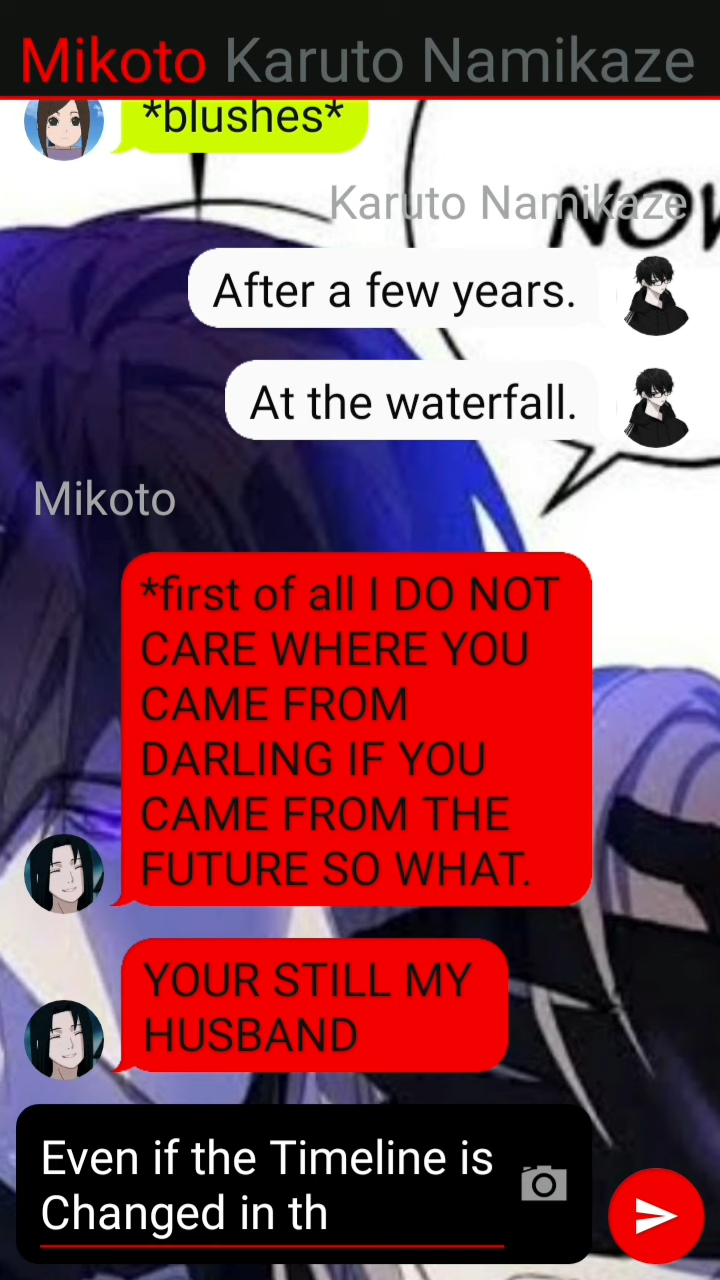 Mikoto Karuto Namikaze
*blushes*
Karuto Namikaze
NOW
After a few years.
At the waterfall.
Mikoto
*first of all I DO NOT
CARE WHERE YOU
CAME FROM
DARLING IF YOU
CAME FROM THE
FUTURE SO WHAT.
YOUR STILL MY
HUSBAND
Even if the Timeline is
Changed in th